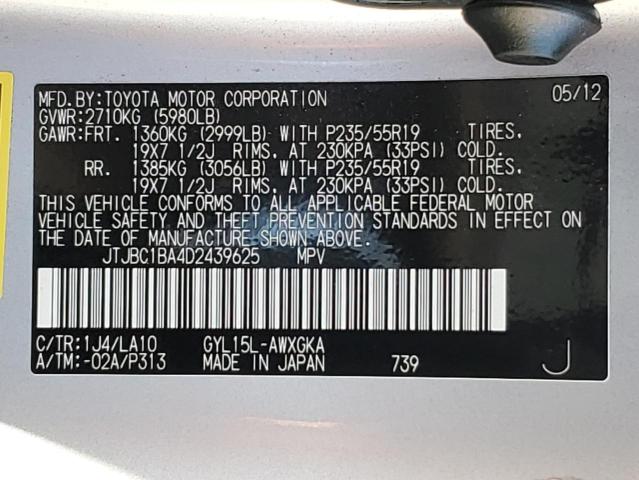 MFD.BY:TOYOTA MOTOR CORPORATION 05/12
GVWR:2710KG (5980LB)
GAWR:FRT. 1360KG (2999LB) WITH P235/55R19 TIRES,
19X7 1/2J RIMS, AT 230KPA (33PSI) COLD.
RR. 1385KG (3056LB) WITH P235/55R19 TIRES,
19X7 1/2J RIMS, AT 230KPA (33PSI) COLD.
THIS VEHICLE CONFORMS TO ALL APPLICABLE FEDERAL MOTOR
VEHICLE SAFETY AND THEFT PREVENTION STANDARDS IN EFFECT ON
THE DATE OF MANUFACTURE SHOWN ABOVE.
JTJBC1BA4D2439625 MPV
C/TR:1J4/LA10 GYL15L-AWXGKA
A/TM:-02A/P313 MADE IN JAPAN 739 J